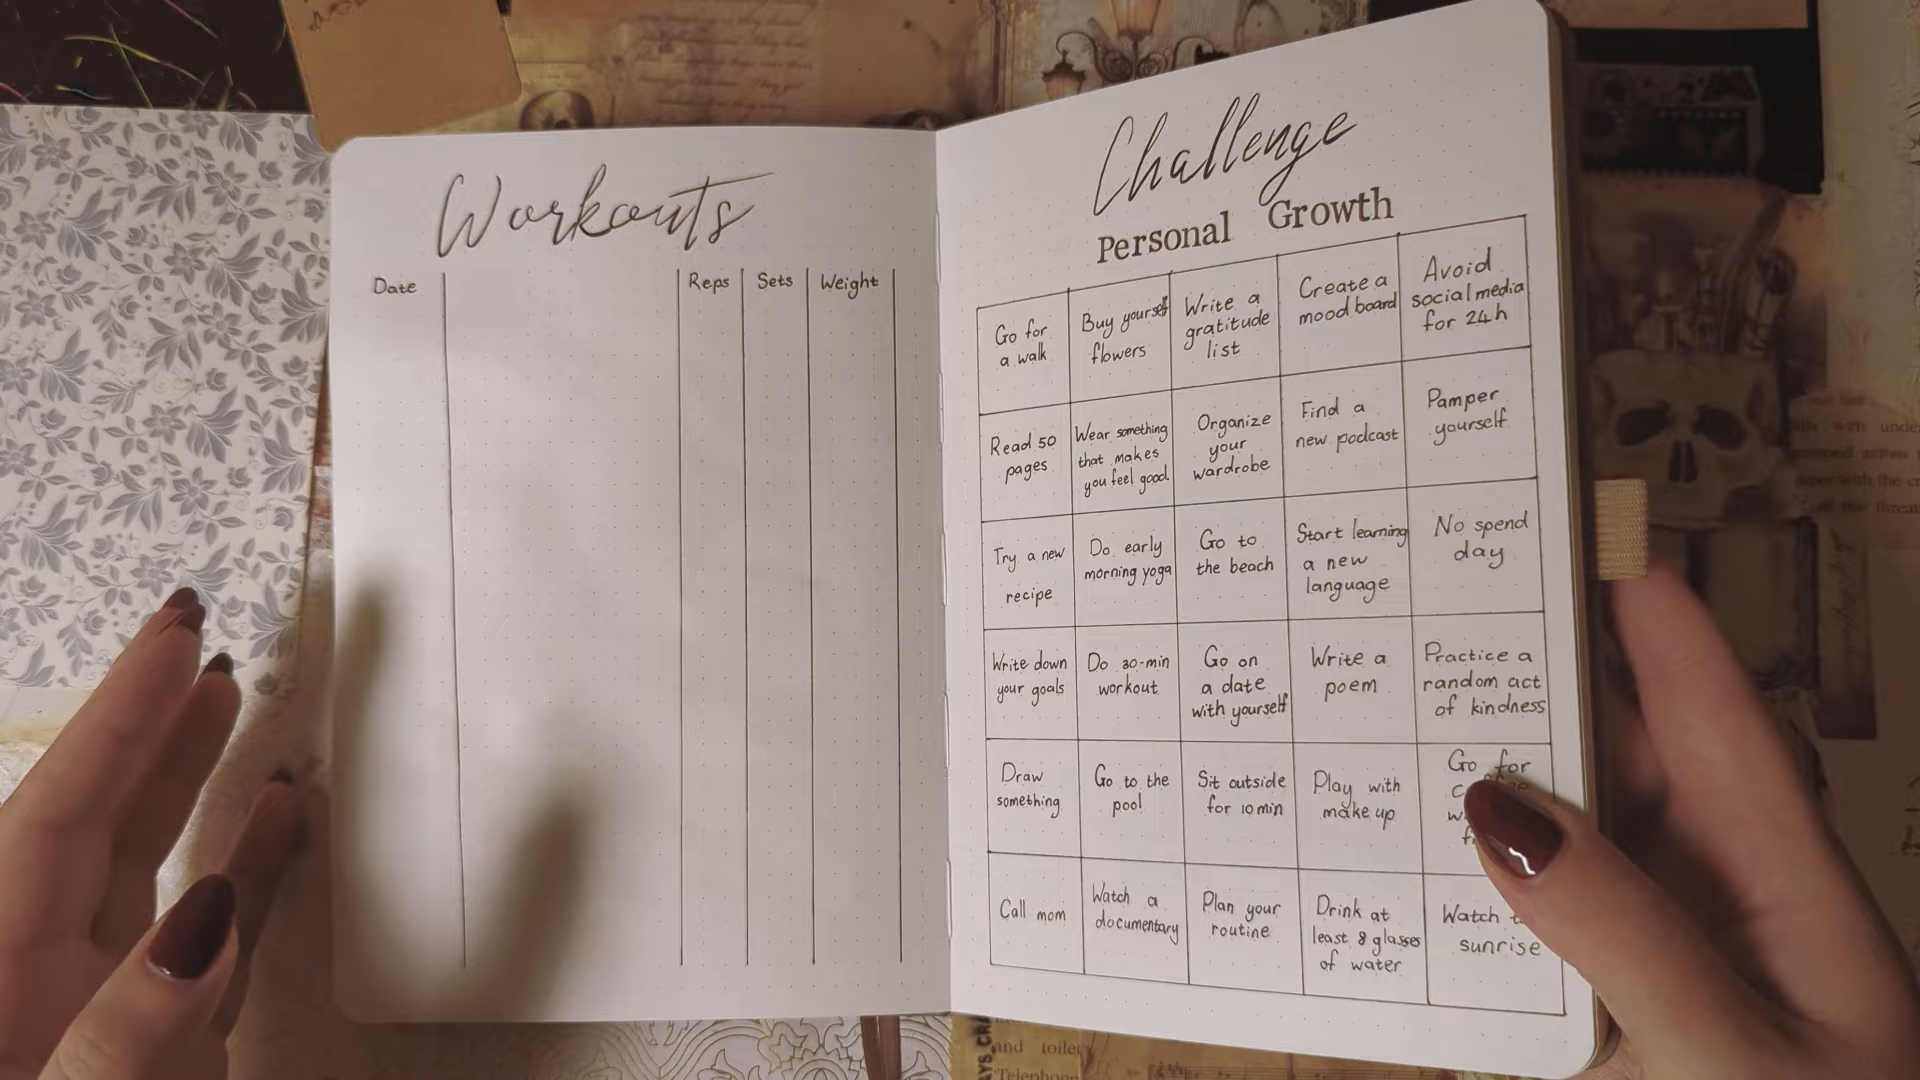 Workouts
Date
Reps
Sets
Weight
Challenge
Personal Growth
Go for
a walk
Buy yourself
flowers
Write a
gratitude
list
Create a
mood board
Avoid
social media
for 24h
Read 50
pages
Wear something
that makes
you feel good
Organize
your
wardrobe
Find a
new podcast
Pamper
yourself
Try a new
recipe
Do early
morning yoga
Go to
the beach
Start learning
a new
language
No spend
day
Write down
your goals
Do 30-min
workout
Go on
a date
with yourself
Write a
poem
Practice a
random act
of kindness
Draw
something
Go to the
pool
Sit outside
for 10 min
Play with
make up
Go for
Call mom
Watch a
documentary
Plan your
routine
Drink at
least 8 glasses
of water
Watch
sunrise
and toilet
Telephone